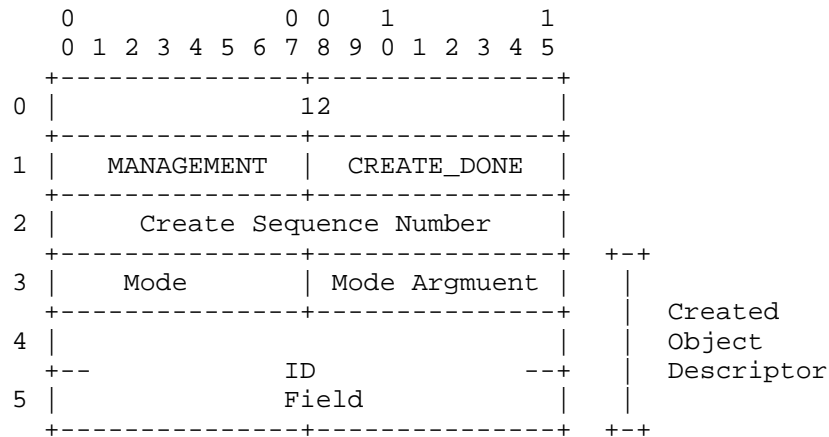 0 0 0 1 1
0 1 2 3 4 5 6 7 8 9 0 1 2 3 4 5
0 12
1 MANAGEMENT CREATE_DONE
2 Create Sequence Number
3 Mode Mode Argmuent
Created
4 Object
ID Descriptor
5 Field